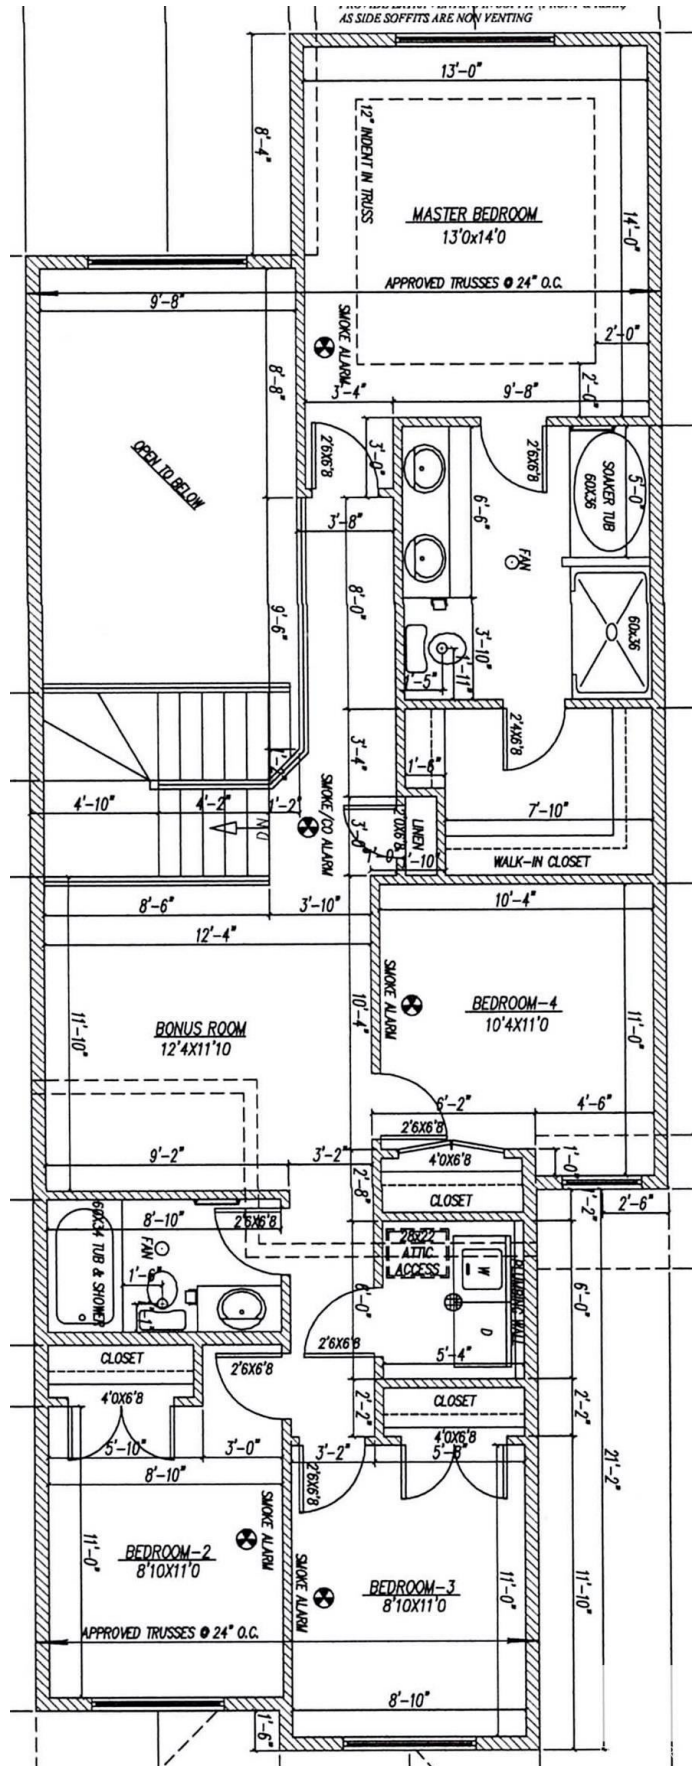 AS SIDE SOFFITS ARE NON VENTING
13'-0"
8'-4"
12" INDENT IN TRUSS
MASTER BEDROOM
13'0x14'0
14'-0"
APPROVED TRUSSES @ 24" O.C.
9'-8"
2'-0"
SMOKE ALARM
8'-8"
2'-0"
3'-4"
9'-8"
OPEN TO BELOW
2'6X6'8
3'-0"
2'6X6'8
SOAKER TUB
60X36
5'-0"
6'-6"
3'-8"
FAN
8'-0"
9'-6"
60x36
3'-10"
1'-5"
1'-11"
2'4X6'8
3'-4"
1'-6"
SMOKE/CO ALARM
4'-10"
4'-2"
1'-2"
7'-10"
DN
3'-0"
2'0X6'8
LINEN
1'-0"
'-10"
WALK-IN CLOSET
8'-6"
3'-10"
10'-4"
12'-4"
SMOKE ALARM
BEDROOM-4
10'4X11'0
10'-4"
BONUS ROOM
12'4X11'10
11'-10"
11'-0"
6'-2"
4'-6"
2'6X6'8
9'-2"
3'-2"
4'0X6'8
1'-0"
2'-8"
CLOSET
1'-2"
2'-6"
60X34 TUB & SHOWER
8'-10"
2'6X6'8
FAN
28x22
ATTIC
ACCESS
W
PLUMBING WALL
1'-6"
1'-1"
6'-0"
6'-0"
D
2'6X6'8
5'-4"
CLOSET
2'6X6'8
4'0X6'8
CLOSET
2'-2"
2'-2"
4'0X6'8
5'-10"
3'-0"
3'-2"
5'-8"
8'-10"
2'6X6'8
21'-2"
SMOKE ALARM
11'-0"
BEDROOM-2
8'10X11'0
SMOKE ALARM
BEDROOM-3
8'10X11'0
11'-0"
11'-10"
APPROVED TRUSSES @ 24" O.C.
8'-10"
1'-6"